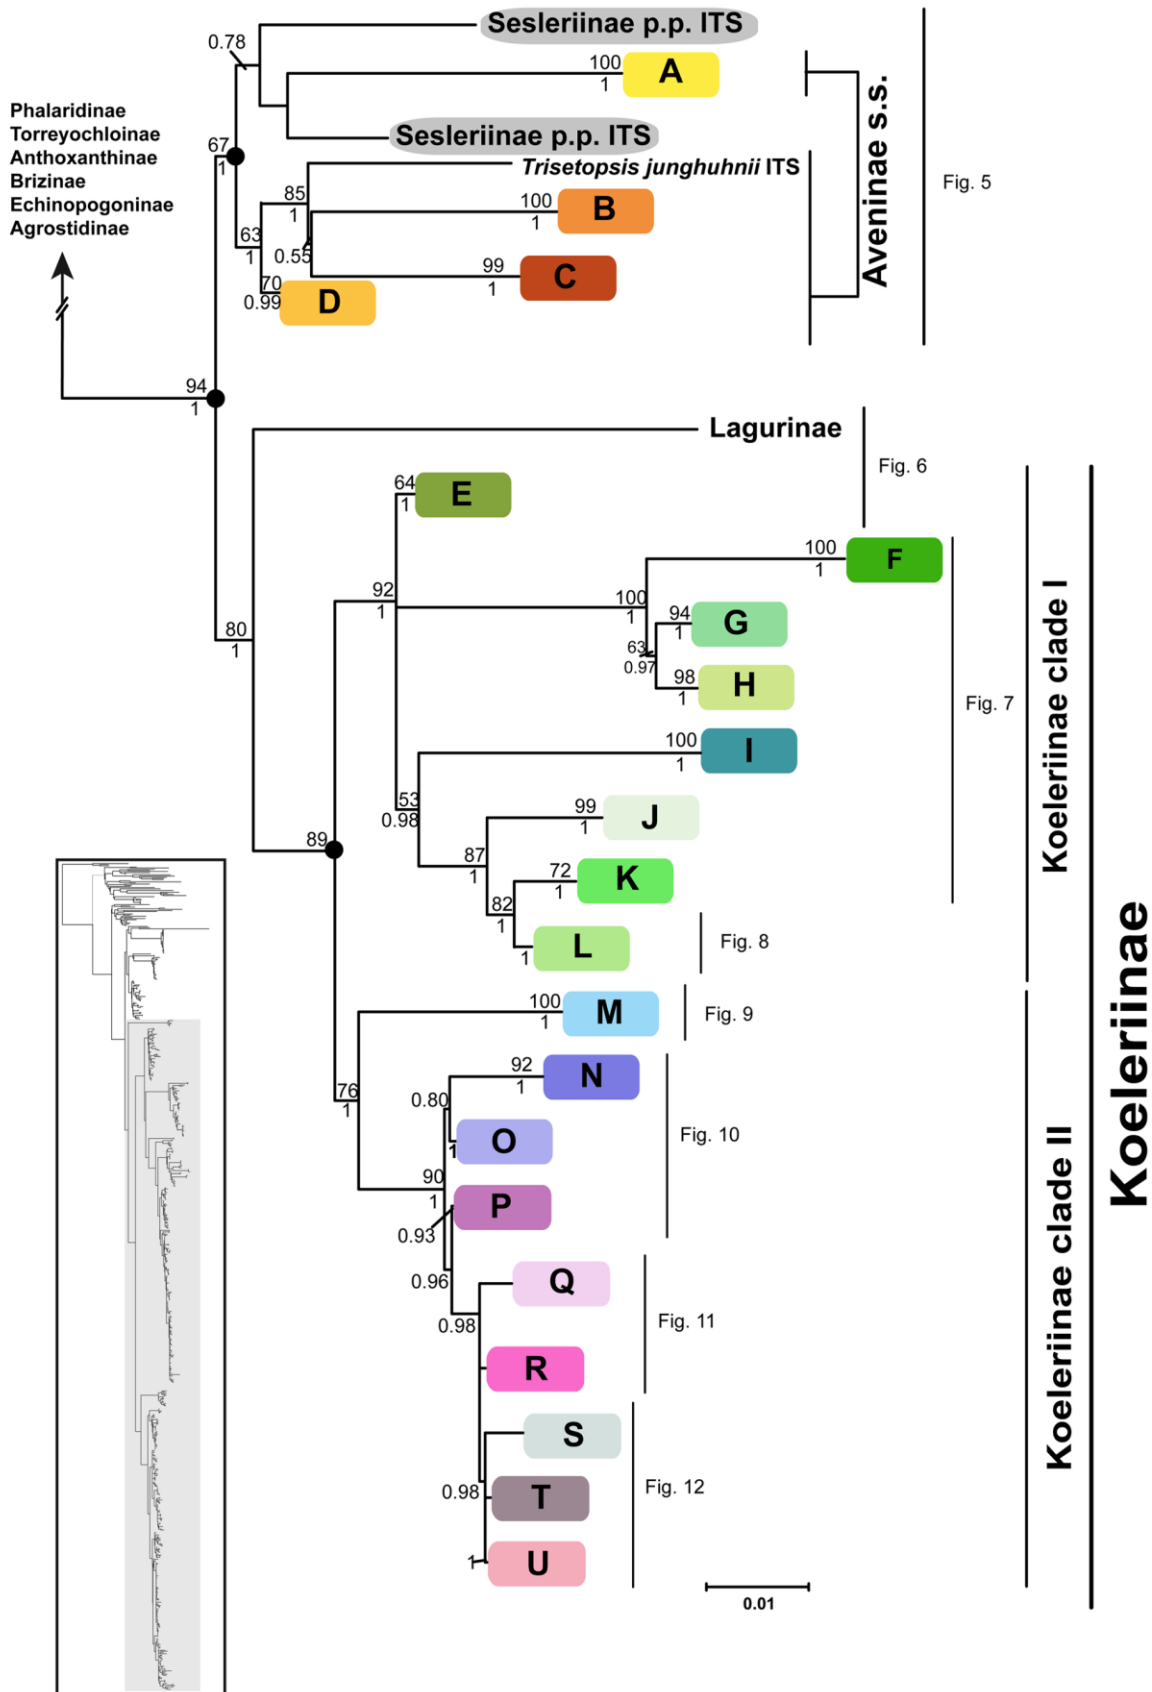 Sesleriinae p.p. ITS
0.78
100
1
A
Phalaridinae
Torreyochloinae
Anthoxanthinae
Brizinae
Echinopogoninae
Agrostidinae
67
1
Sesleriinae p.p. ITS
Trisetopsis junghuhnii ITS
Aveninae s.s.
Fig. 5
85
1
100
1
B
63
1
0.55
99
1
C
70
0.99
D
94
1
Lagurinae
Fig. 6
64
1
E
100
1
F
92
1
100
1
94
1
G
63
0.97
98
1
H
Fig. 7
Koeleriinae clade I
100
1
I
53
0.98
99
1
J
80
1
89
87
1
72
1
K
82
1
1
L
Fig. 8
Koeleriinae
100
1
M
Fig. 9
76
1
92
1
N
0.80
1
O
Fig. 10
90
1
P
0.93
0.96
Q
0.98
Fig. 11
R
Koeleriinae clade II
S
0.98
T
Fig. 12
1
U
0.01